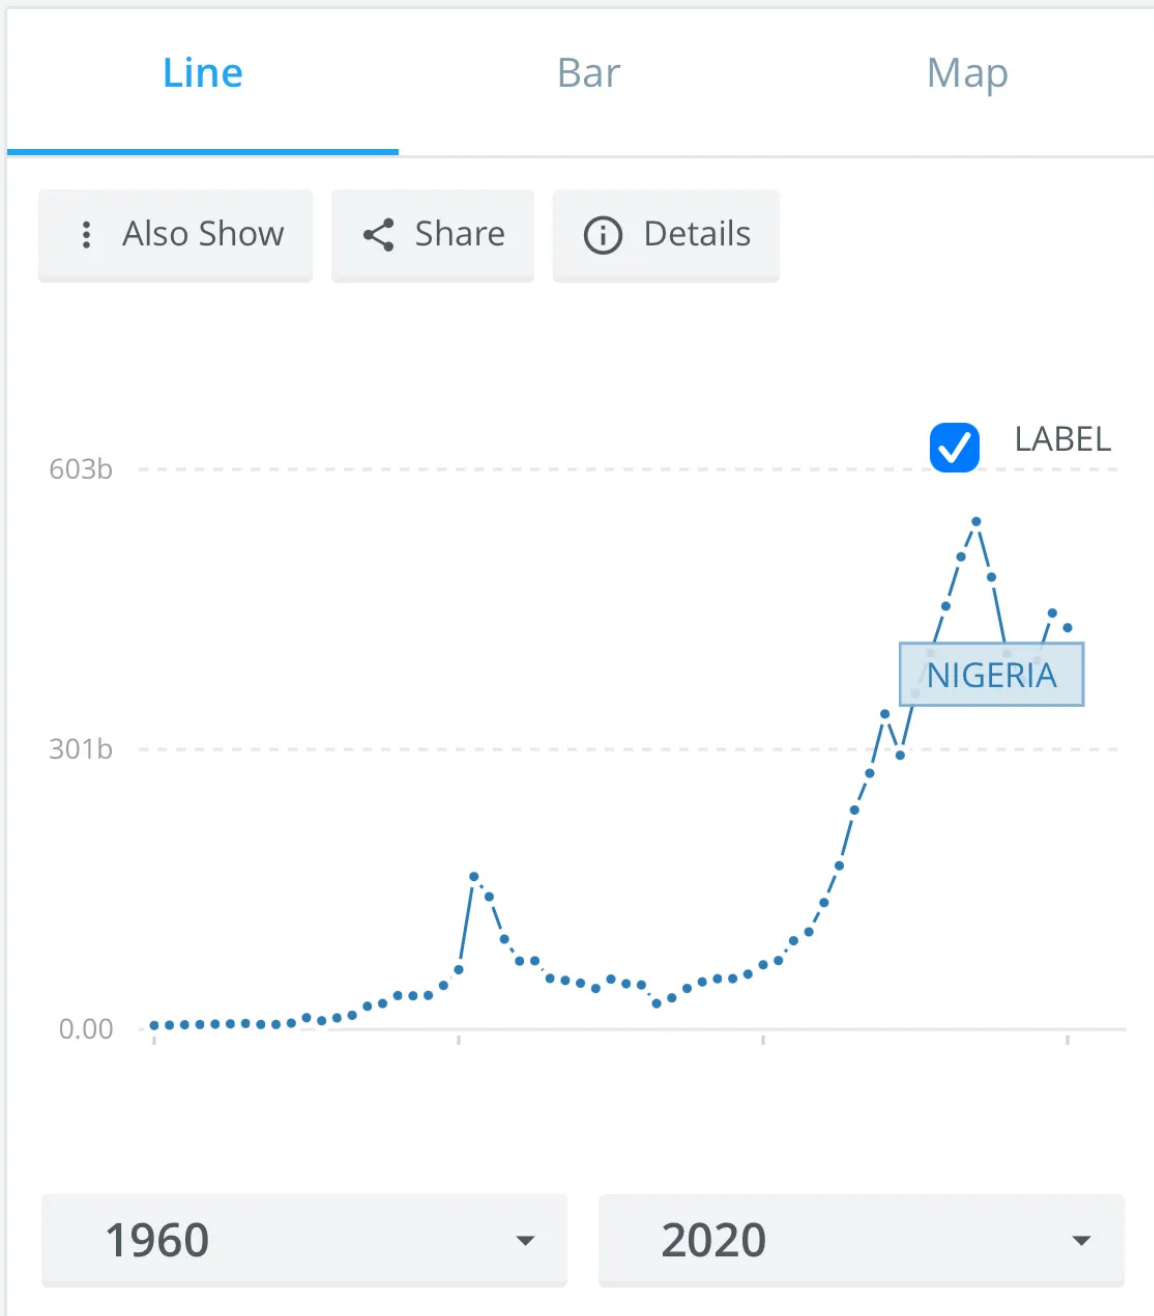 Line Bar Map
Also Show Share Details
LABEL
603b
NIGERIA
301b
0.00
1960 2020